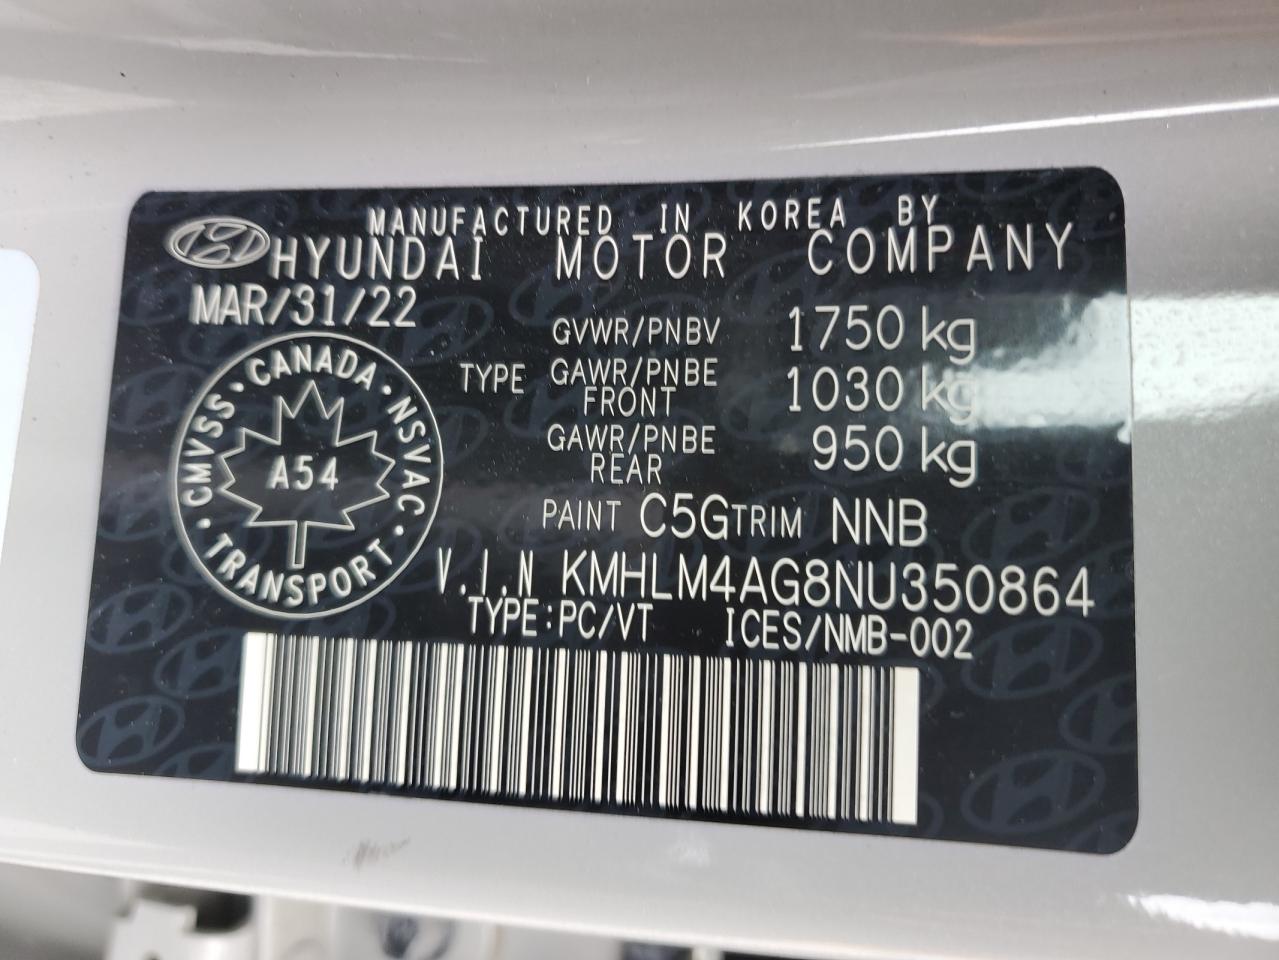 MANUFACTURED IN KOREA BY
HYUNDAI MOTOR COMPANY
MAR/31/22
GVWR/PNBV 1750 kg
TYPE GAWR/PNBE FRONT 1030 kg
GAWR/PNBE REAR 950 kg
CANADA · NSVAC · TRANSPORT · CMVSS ·
A54
PAINT C5G TRIM NNB
V.I.N KMHLM4AG8NU350864
TYPE:PC/VT ICES/NMB-002